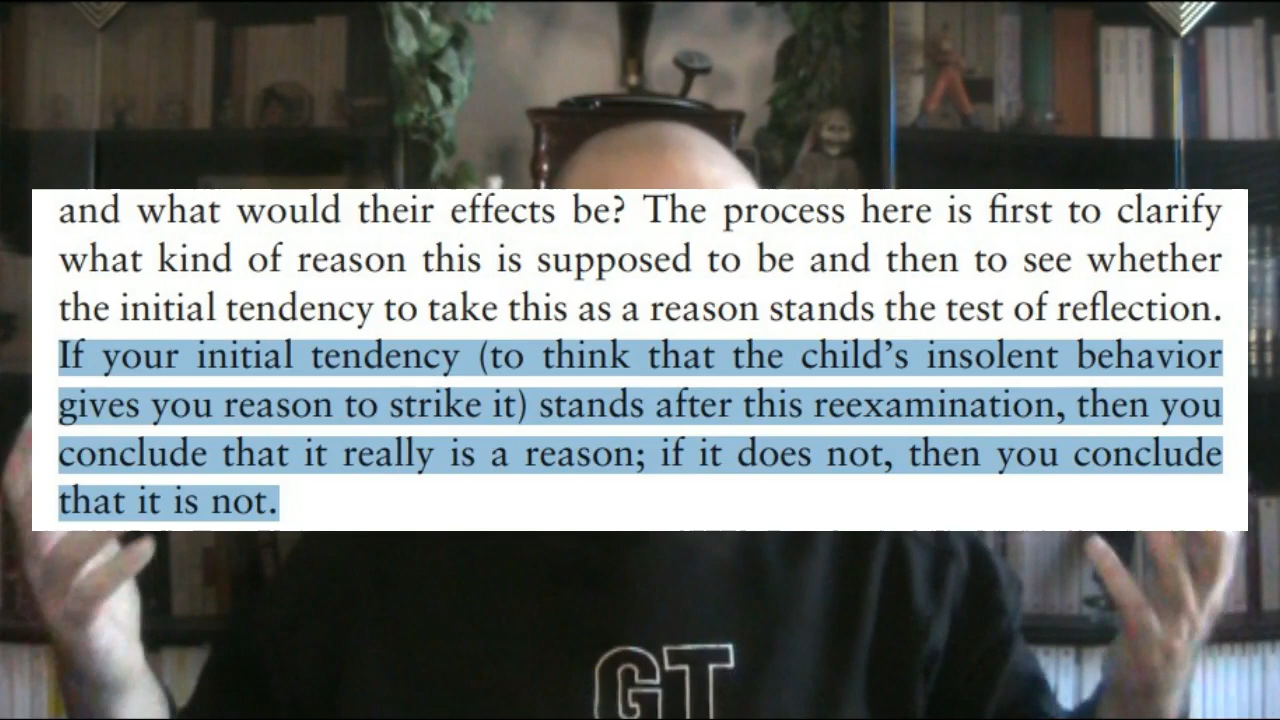 and what would their effects be? The process here is first to clarify
what kind of reason this is supposed to be and then to see whether
the initial tendency to take this as a reason stands the test of reflection.
If your initial tendency (to think that the child’s insolent behavior
gives you reason to strike it) stands after this reexamination, then you
conclude that it really is a reason; if it does not, then you conclude
that it is not.
GT